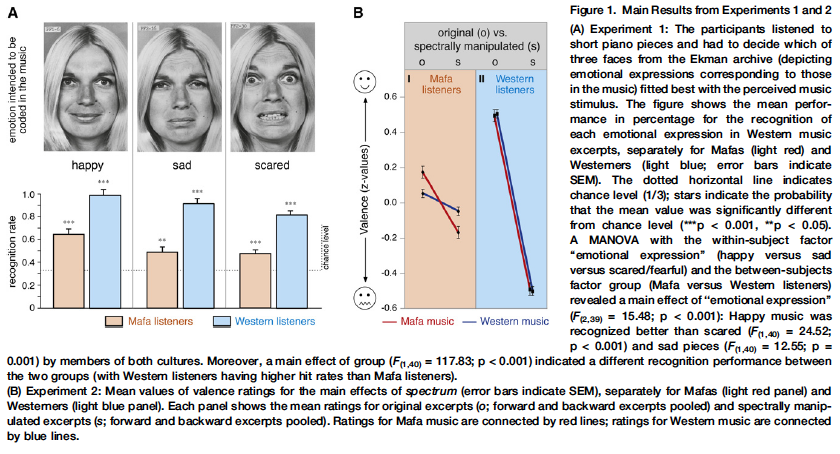 A
emotion intended to be
coded in the music
happy
sad
scared
recognition rate
1.0
0.8
0.6
0.4
0.2
0
***
***
**
***
***
***
chance level
Mafa listeners
Western listeners
B
original (o) vs.
spectrally manipulated (s)
o
s
o
s
I
Mafa
listeners
II
Western
listeners
Valence (z-values)
0.6
0.4
0.2
0.0
-0.2
-0.4
-0.6
Mafa music
Western music
Figure 1. Main Results from Experiments 1 and 2
(A) Experiment 1: The participants listened to
short piano pieces and had to decide which of
three faces from the Ekman archive (depicting
emotional expressions corresponding to those
in the music) fitted best with the perceived music
stimulus. The figure shows the mean perfor-
mance in percentage for the recognition of
each emotional expression in Western music
excerpts, separately for Mafas (light red) and
Westerners (light blue; error bars indicate
SEM). The dotted horizontal line indicates
chance level (1/3); stars indicate the probability
that the mean value was significantly different
from chance level (***p < 0.001, **p < 0.05).
A MANOVA with the within-subject factor
“emotional expression” (happy versus sad
versus scared/fearful) and the between-subjects
factor group (Mafa versus Western listeners)
revealed a main effect of “emotional expression”
(F(2,39) = 15.48; p < 0.001): Happy music was
recognized better than scared (F(1,40) = 24.52;
p < 0.001) and sad pieces (F(1,40) = 12.55; p =
0.001) by members of both cultures. Moreover, a main effect of group (F(1,40) = 117.83; p < 0.001) indicated a different recognition performance between
the two groups (with Western listeners having higher hit rates than Mafa listeners).
(B) Experiment 2: Mean values of valence ratings for the main effects of spectrum (error bars indicate SEM), separately for Mafas (light red panel) and
Westerners (light blue panel). Each panel shows the mean ratings for original excerpts (o; forward and backward excerpts pooled) and spectrally manip-
ulated excerpts (s; forward and backward excerpts pooled). Ratings for Mafa music are connected by red lines; ratings for Western music are connected
by blue lines.